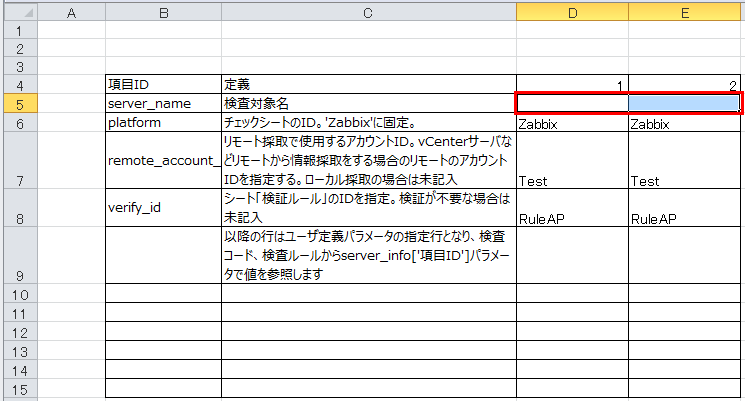 A B C D E
1
2
3
4 項目ID 定義 1 2
5 server_name 検査対象名
6 platform チェックシートのID。'Zabbix'に固定。 Zabbix Zabbix
リモート採取で使用するアカウントID。vCenterサーバな
remote_account_ どリモートから情報採取をする場合のリモートのアカウント
7 IDを指定する。ローカル採取の場合は未記入 Test Test
verify_id シート「検証ルール」のIDを指定。検証が不要な場合は
8 未記入 RuleAP RuleAP
以降の行はユーザ定義パラメータの指定行となり、検査
コード、検査ルールからserver_info['項目ID']パラメー
9 タで値を参照します
10
11
12
13
14
15